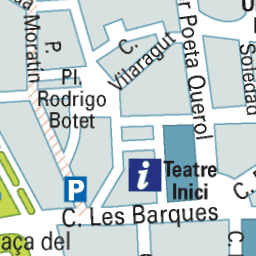 a Moratín
P.
C.
Vilaragut
r Poeta Querol
Soledad
Pl.
Rodrigo
Botet
i
Teatre
Inici
P
C. Les Barques
C.
aça del
C.